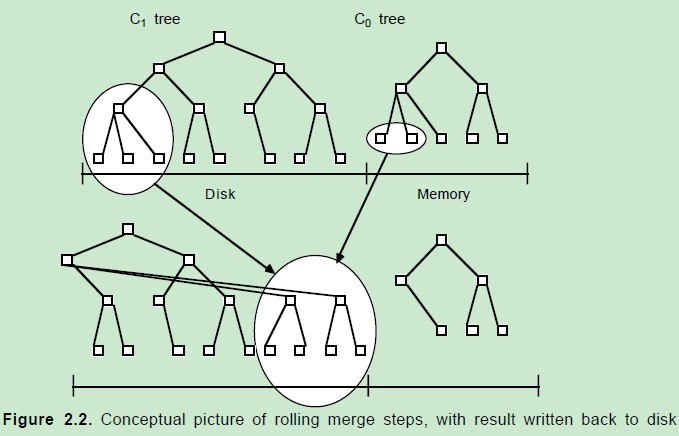 C₁ tree
C₀ tree
Disk
Memory
Figure 2.2. Conceptual picture of rolling merge steps, with result written back to disk